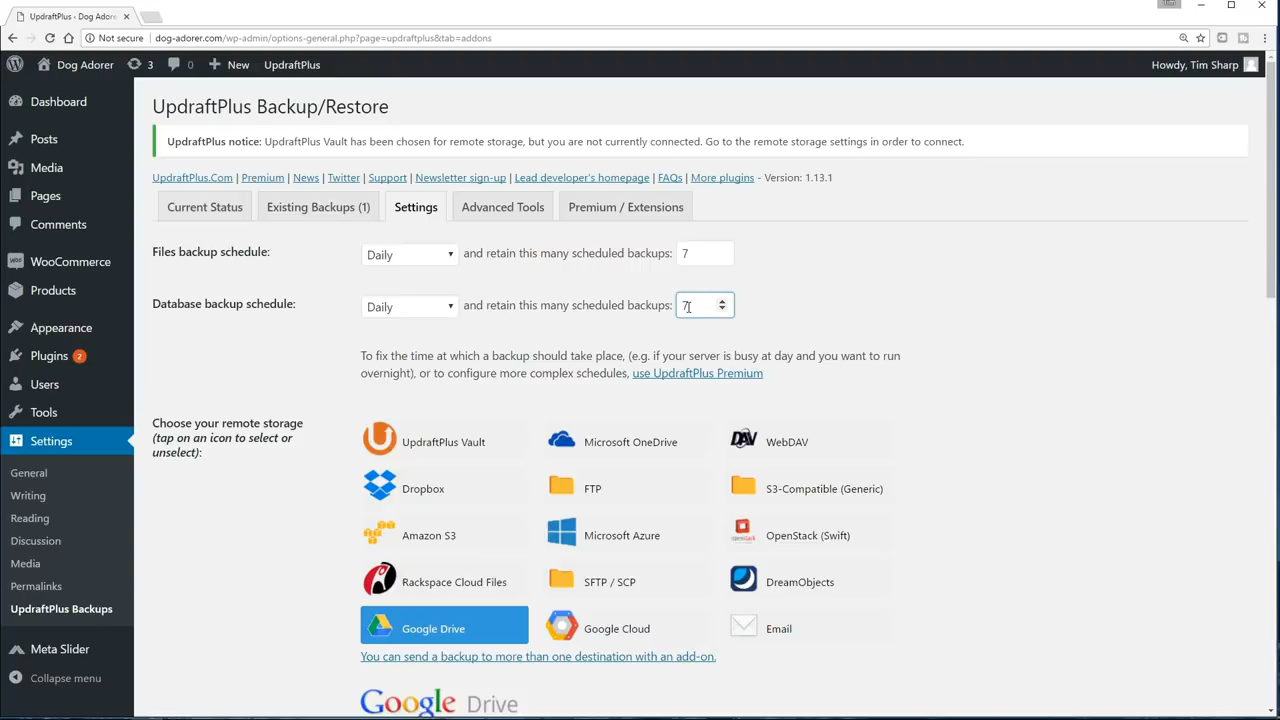 UpdraftPlus - Dog Adore
Not secure dog-adorer.com/wp-admin/options-general.php?page=updraftplus&tab=addons
Dog Adorer 3 0 New UpdraftPlus Howdy, Tim Sharp
Dashboard
Posts
Media
Pages
Comments
WooCommerce
Products
Appearance
Plugins 2
Users
Tools
Settings
General
Writing
Reading
Discussion
Media
Permalinks
UpdraftPlus Backups
Meta Slider
Collapse menu
UpdraftPlus Backup/Restore
UpdraftPlus notice: UpdraftPlus Vault has been chosen for remote storage, but you are not currently connected. Go to the remote storage settings in order to connect.
UpdraftPlus.Com | Premium | News | Twitter | Support | Newsletter sign-up | Lead developer's homepage | FAQs | More plugins - Version: 1.13.1
Current Status Existing Backups (1) Settings Advanced Tools Premium / Extensions
Files backup schedule: Daily and retain this many scheduled backups: 7
Database backup schedule: Daily and retain this many scheduled backups: 7
To fix the time at which a backup should take place, (e.g. if your server is busy at day and you want to run
overnight), or to configure more complex schedules, use UpdraftPlus Premium
Choose your remote storage
(tap on an icon to select or
unselect):
UpdraftPlus Vault Microsoft OneDrive DAV WebDAV
Dropbox FTP S3-Compatible (Generic)
Amazon S3 Microsoft Azure OpenStack (Swift)
Rackspace Cloud Files SFTP / SCP DreamObjects
Google Drive Google Cloud Email
You can send a backup to more than one destination with an add-on.
Google Drive